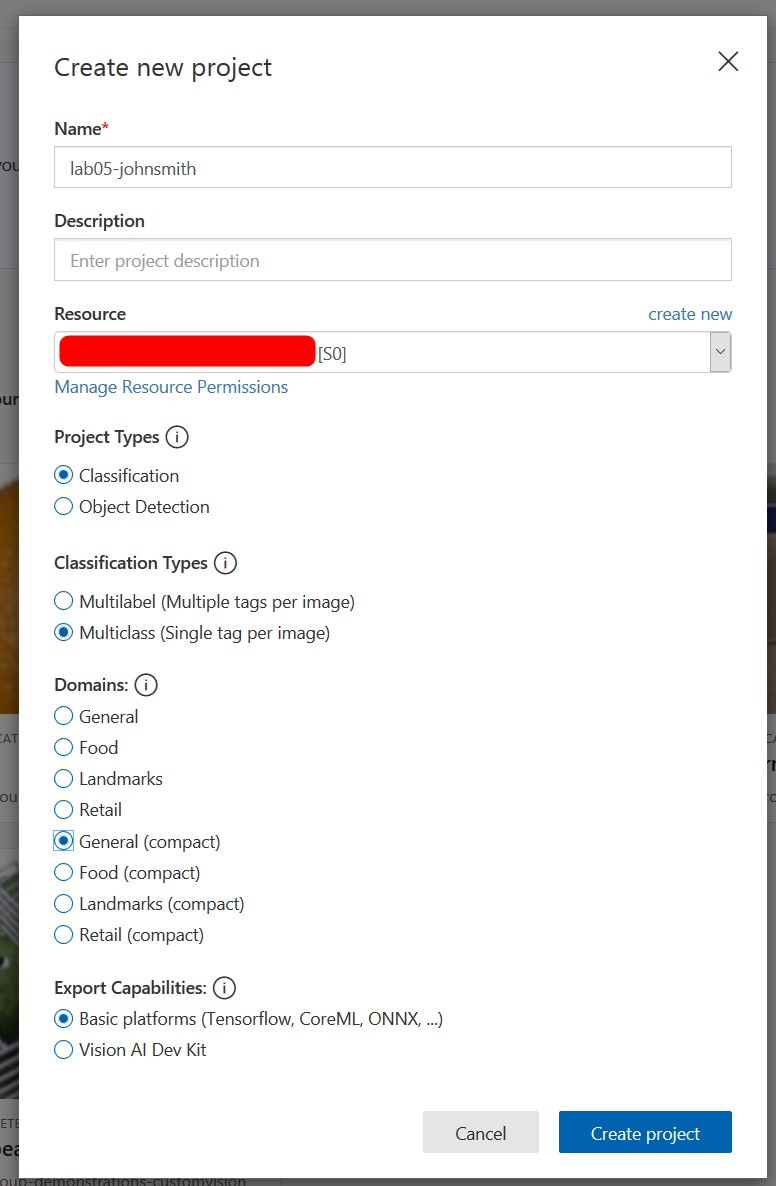 Create new project
Name*
lab05-johnsmith
Description
Enter project description
Resource create new
[S0]
Manage Resource Permissions
Project Types
Classification
Object Detection
Classification Types
Multilabel (Multiple tags per image)
Multiclass (Single tag per image)
Domains:
General
Food
Landmarks
Retail
General (compact)
Food (compact)
Landmarks (compact)
Retail (compact)
Export Capabilities:
Basic platforms (Tensorflow, CoreML, ONNX, ...)
Vision AI Dev Kit
Cancel Create project